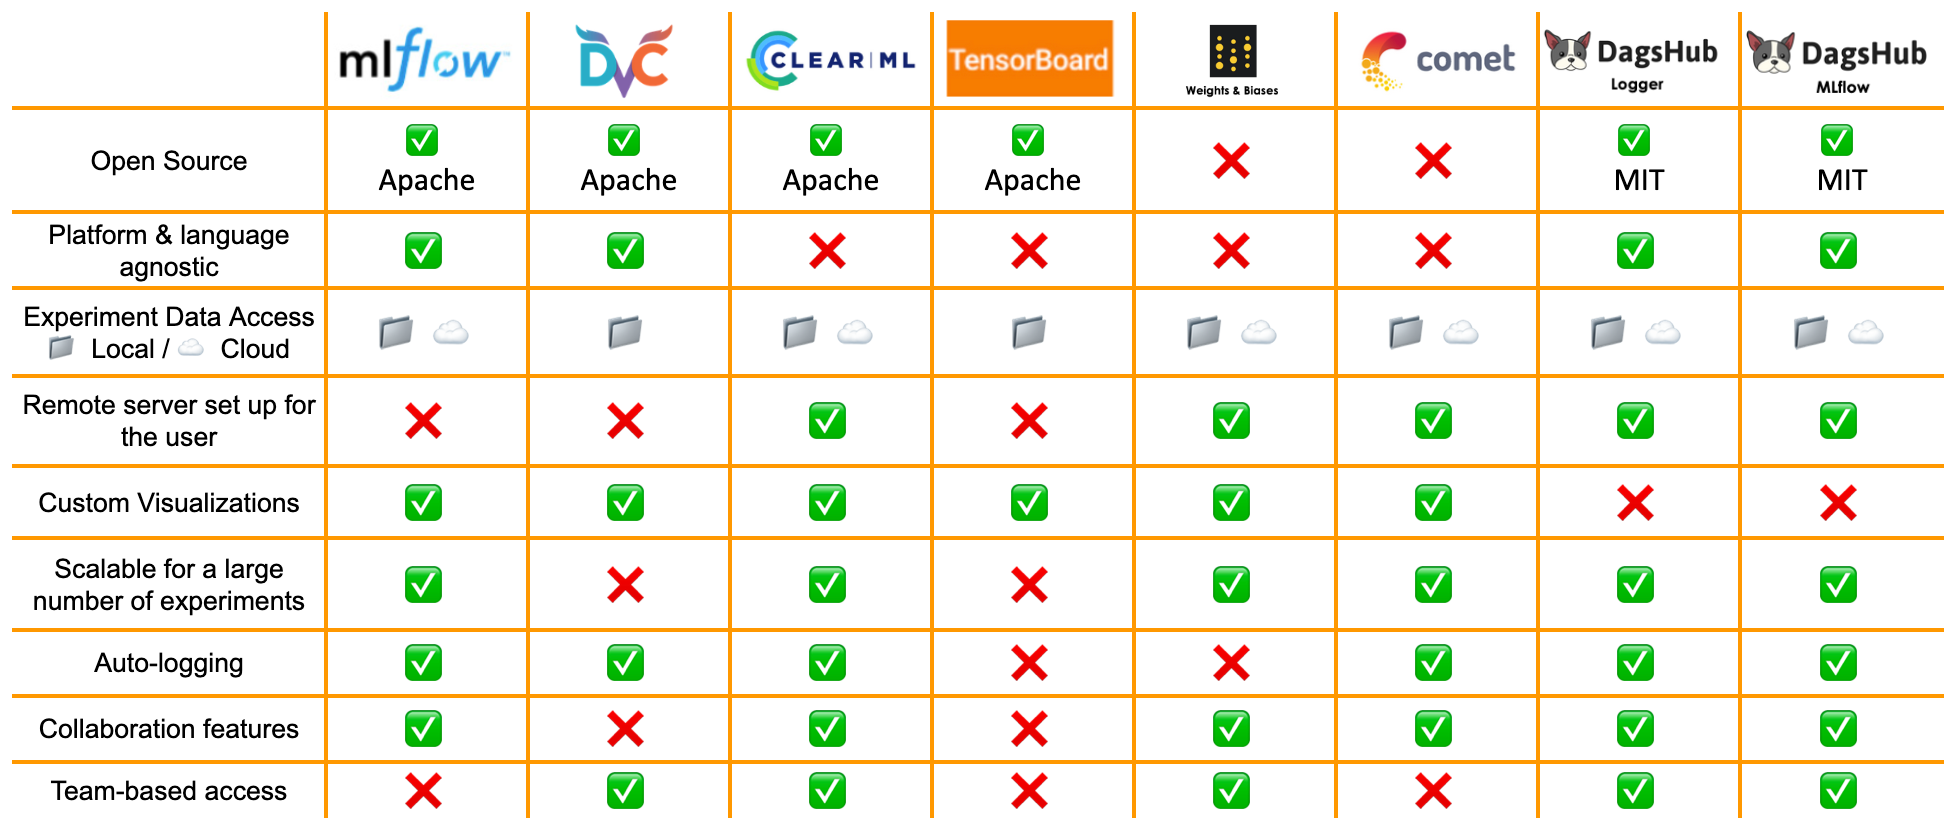 mlflow™
DVC
CLEAR|ML
TensorBoard
Weights & Biases
comet
DagsHub
Logger
DagsHub
MLflow
Open Source
Apache
Apache
Apache
Apache
MIT
MIT
Platform & language
agnostic
Experiment Data Access
Local / Cloud
Remote server set up for
the user
Custom Visualizations
Scalable for a large
number of experiments
Auto-logging
Collaboration features
Team-based access